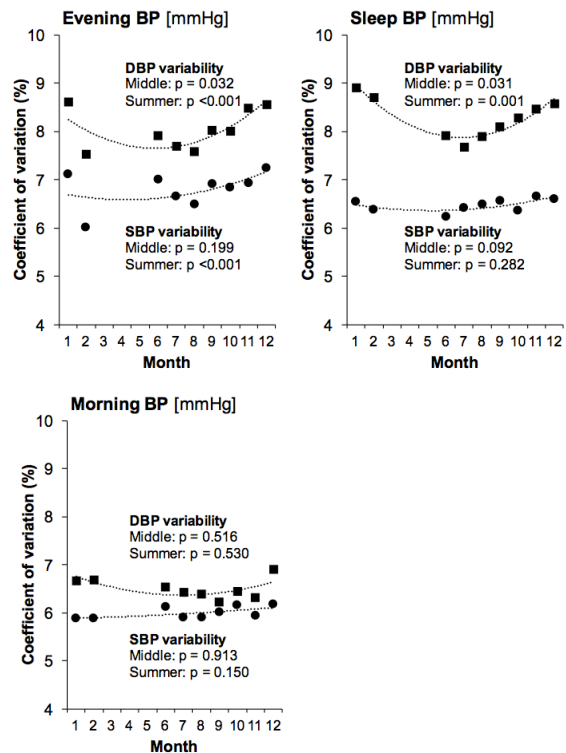 Evening BP [mmHg]
10
9
8
7
6
5
4
Coefficient of variation (%)
DBP variability
Middle: p = 0.032
Summer: p <0.001
SBP variability
Middle: p = 0.199
Summer: p <0.001
1 2 3 4 5 6 7 8 9 10 11 12
Month
Sleep BP [mmHg]
10
9
8
7
6
5
4
Coefficient of variation (%)
DBP variability
Middle: p = 0.031
Summer: p = 0.001
SBP variability
Middle: p = 0.092
Summer: p = 0.282
1 2 3 4 5 6 7 8 9 10 11 12
Month
Morning BP [mmHg]
10
9
8
7
6
5
4
Coefficient of variation (%)
DBP variability
Middle: p = 0.516
Summer: p = 0.530
SBP variability
Middle: p = 0.913
Summer: p = 0.150
1 2 3 4 5 6 7 8 9 10 11 12
Month